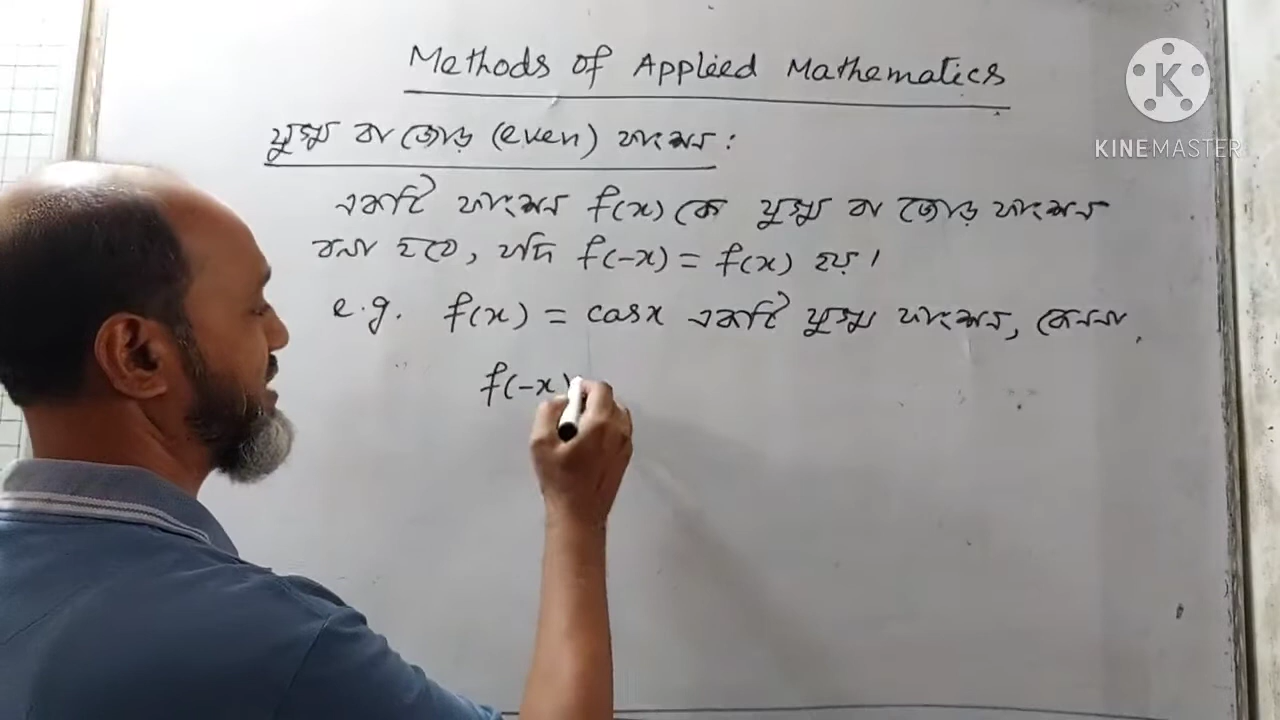 Methods of Applied Mathematics
যুগ্ম বা জোড় (even) ফাংশন :
একটি ফাংশন f(x) কে যুগ্ম বা জোড় ফাংশন
বলা হবে, যদি f(-x) = f(x) হয়।
e.g. f(x) = cosx একটি যুগ্ম ফাংশন, কেননা,
f(-x)
K
KINEMASTER